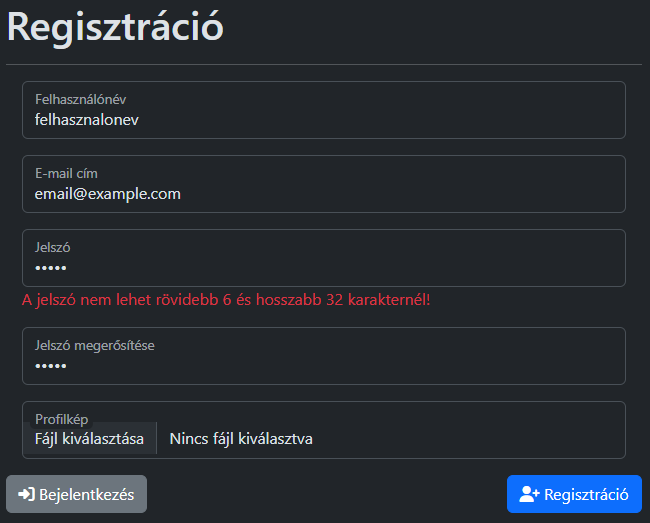 Regisztráció
Felhasználónév
felhasznalonev
E-mail cím
email@example.com
Jelszó
•••••
A jelszó nem lehet rövidebb 6 és hosszabb 32 karakternél!
Jelszó megerősítése
•••••
Profilkép
Fájl kiválasztása Nincs fájl kiválasztva
Bejelentkezés Regisztráció